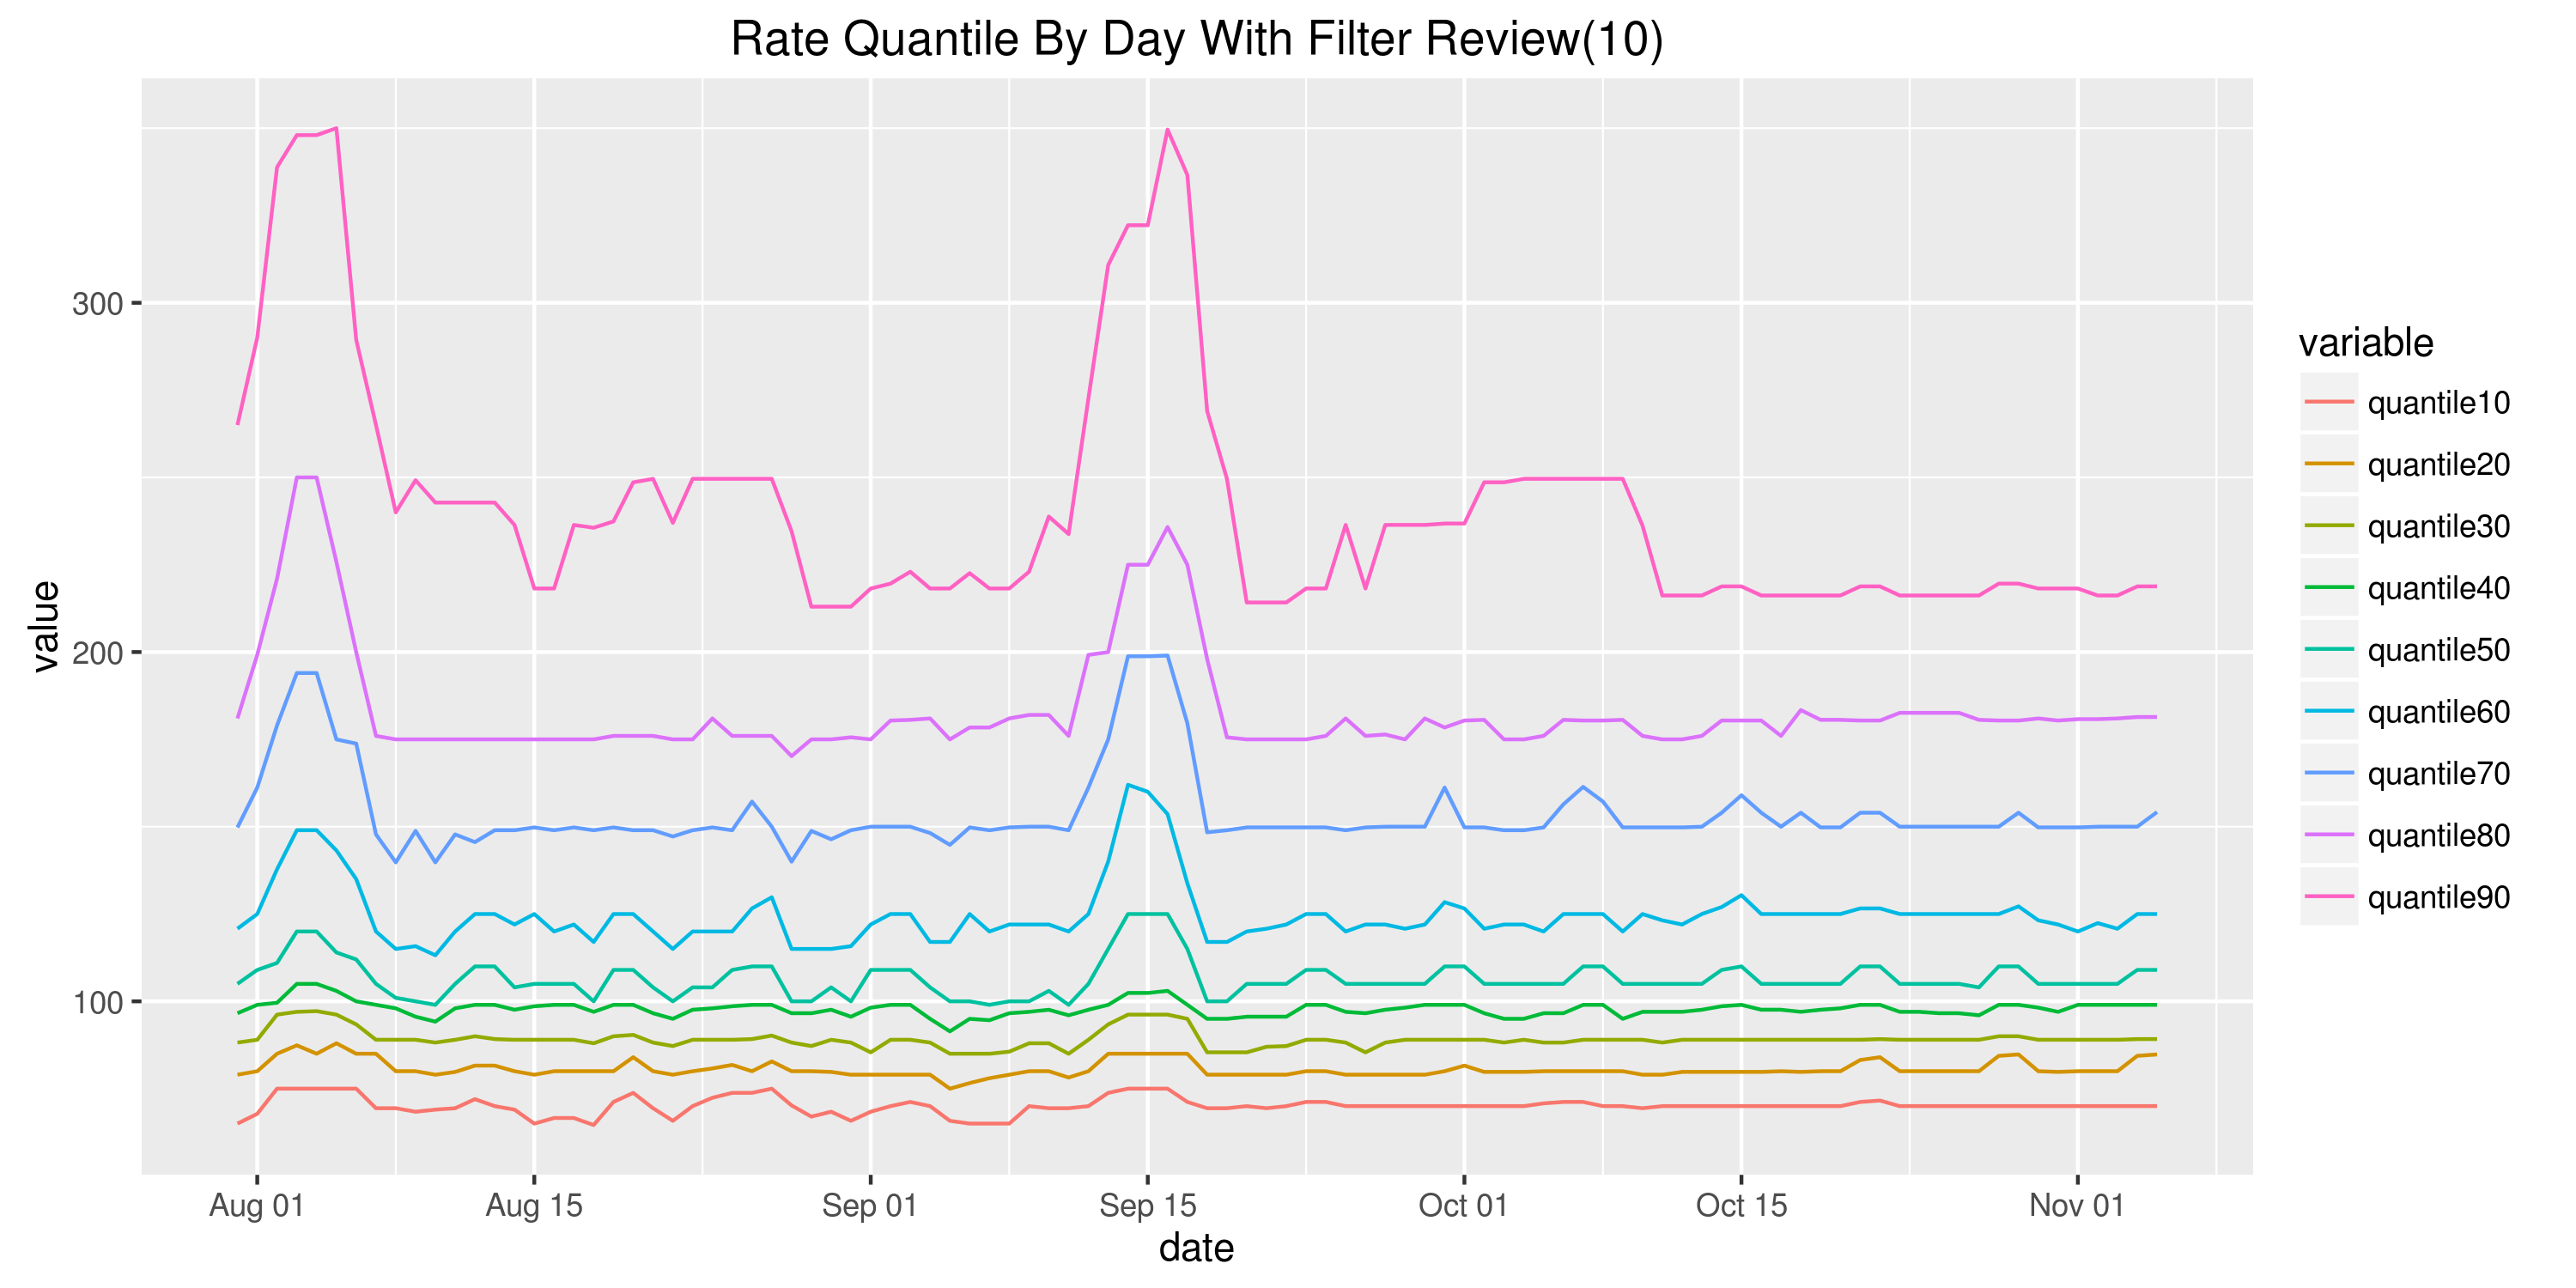 Rate Quantile By Day With Filter Review(10)
value
300
200
100
Aug 01
Aug 15
Sep 01
Sep 15
Oct 01
Oct 15
Nov 01
date
variable
quantile10
quantile20
quantile30
quantile40
quantile50
quantile60
quantile70
quantile80
quantile90